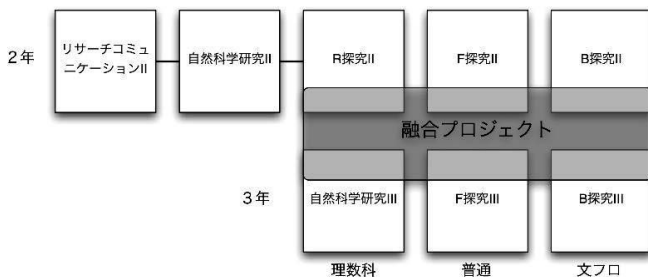 2年
リサーチコミュ
ニケーションII
自然科学研究II
R探究II
F探究II
B探究II
融合プロジェクト
3年
自然科学研究III
F探究III
B探究III
理数科
普通
文フロ